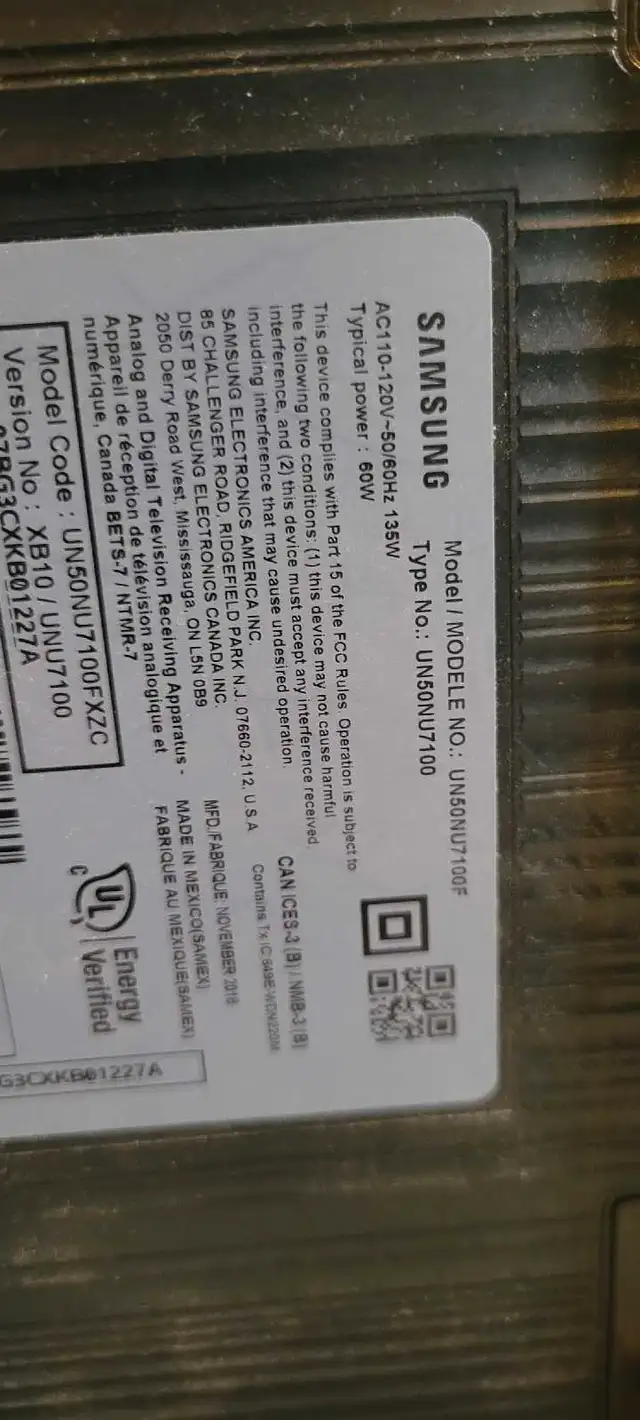 SAMSUNG
Model / MODELE NO.: UN50NU7100F
Type No.: UN50NU7100
AC110-120V~50/60Hz 135W
Typical power : 60W
This device complies with Part 15 of the FCC Rules. Operation is subject to
the following two conditions: (1) this device may not cause harmful
interference, and (2) this device must accept any interference received,
including interference that may cause undesired operation.
SAMSUNG ELECTRONICS AMERICA INC.
85 CHALLENGER ROAD, RIDGEFIELD PARK N.J. 07660-2112, U.S.A
DIST BY SAMSUNG ELECTRONICS CANADA INC.
2050 Derry Road West, Mississauga, ON L5N 0B9
Analog and Digital Television Receiving Apparatus -
Appareil de réception de télévision analogique et
numérique, Canada BETS-7 / NTMR-7
CAN ICES-3 (B) / NMB-3 (B)
Contains Tx IC
MFD/FABRIQUE: NOVEMBER 2018
MADE IN MEXICO(SAMEX)
FABRIQUE AU MEXIQUE(SAMEX)
Model Code : UN50NU7100FXZC
Version No : XB10 / UNU7100
07BG3CXKB01227A
C UL
Energy
Verified
G3CXKB01227A